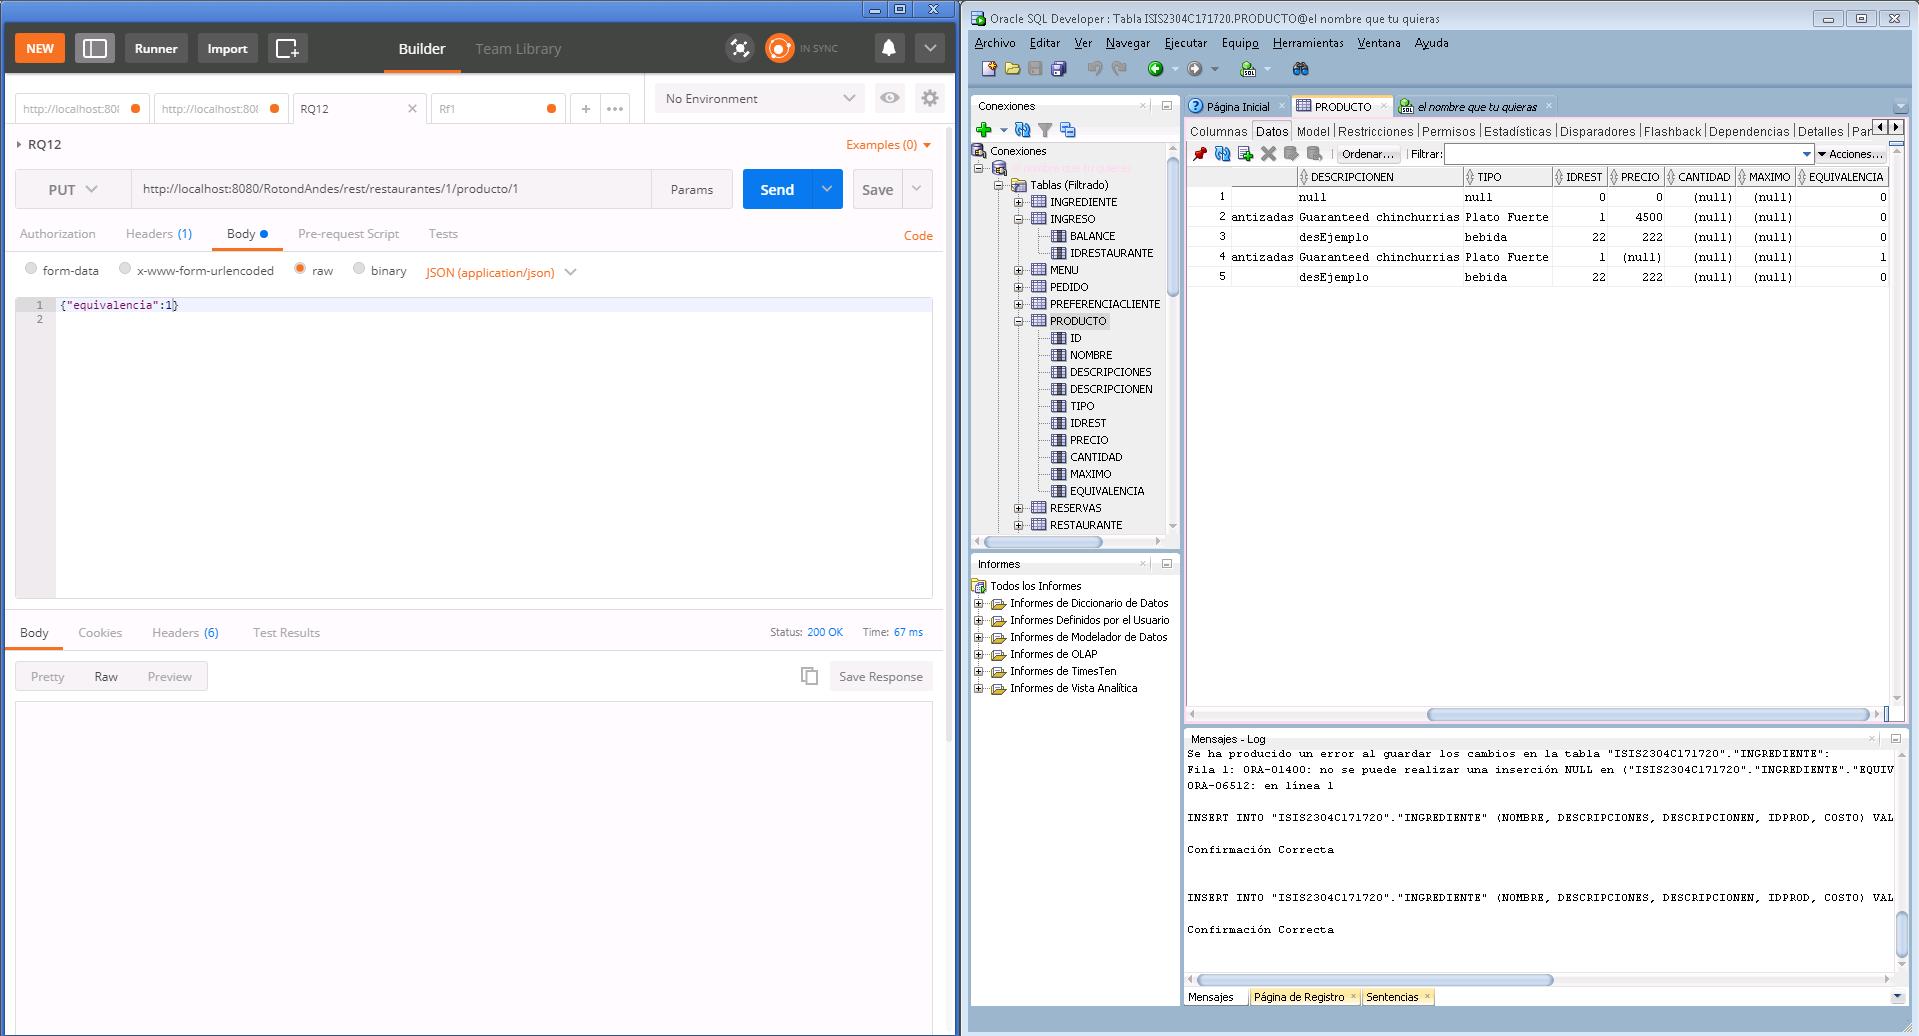 NEW
Runner
Import
Builder
Team Library
IN SYNC
http://localhost:80
http://localhost:80
RQ12
Rf1
No Environment
RQ12
Examples (0)
PUT
http://localhost:8080/RotondAndes/rest/restaurantes/1/producto/1
Params
Send
Save
Authorization
Headers (1)
Body
Pre-request Script
Tests
Code
form-data
x-www-form-urlencoded
raw
binary
JSON (application/json)
1 {"equivalencia":1}
2
Body
Cookies
Headers (6)
Test Results
Status: 200 OK
Time: 67 ms
Pretty
Raw
Preview
Save Response
Oracle SQL Developer : Tabla ISIS2304C171720.PRODUCTO@el nombre que tu quieras
Archivo Editar Ver Navegar Ejecutar Equipo Herramientas Ventana Ayuda
Conexiones
Conexiones
el nombre que tu quieras
Tablas (Filtrado)
INGREDIENTE
INGRESO
BALANCE
IDRESTAURANTE
MENU
PEDIDO
PREFERENCIACLIENTE
PRODUCTO
ID
NOMBRE
DESCRIPCIONES
DESCRIPCIONEN
TIPO
IDREST
PRECIO
CANTIDAD
MAXIMO
EQUIVALENCIA
RESERVAS
RESTAURANTE
Informes
Todos los Informes
Informes de Diccionario de Datos
Informes Definidos por el Usuario
Informes de Modelador de Datos
Informes de OLAP
Informes de TimesTen
Informes de Vista Analítica
Página Inicial
PRODUCTO
el nombre que tu quieras
Columnas Datos Model Restricciones Permisos Estadísticas Disparadores Flashback Dependencias Detalles Par
Ordenar... Filtrar: Acciones...
DESCRIPCIONEN TIPO IDREST PRECIO CANTIDAD MAXIMO EQUIVALENCIA
1 null null 0 0 (null) (null) 0
2 antizadas Guaranteed chinchurrias Plato Fuerte 1 4500 (null) (null) 0
3 desEjemplo bebida 22 222 (null) (null) 0
4 antizadas Guaranteed chinchurrias Plato Fuerte 1 (null) (null) (null) 1
5 desEjemplo bebida 22 222 (null) (null) 0
Mensajes - Log
Se ha producido un error al guardar los cambios en la tabla "ISIS2304C171720"."INGREDIENTE":
Fila 1: ORA-01400: no se puede realizar una inserción NULL en ("ISIS2304C171720"."INGREDIENTE"."EQUIV
ORA-06512: en línea 1
INSERT INTO "ISIS2304C171720"."INGREDIENTE" (NOMBRE, DESCRIPCIONES, DESCRIPCIONEN, IDPROD, COSTO) VAL
Confirmación Correcta
INSERT INTO "ISIS2304C171720"."INGREDIENTE" (NOMBRE, DESCRIPCIONES, DESCRIPCIONEN, IDPROD, COSTO) VAL
Confirmación Correcta
Mensajes
Página de Registro
Sentencias